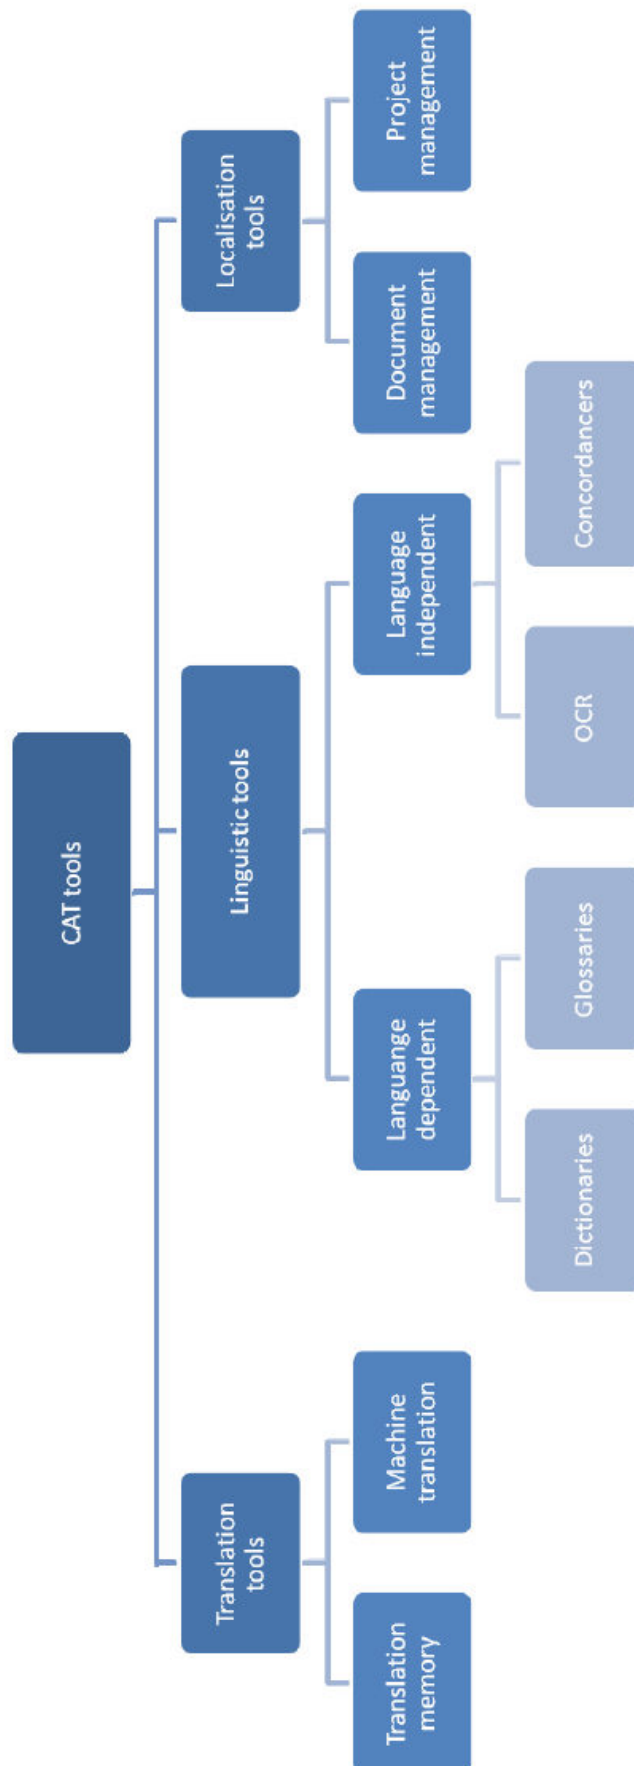 CAT tools
Translation
tools
Linguistic tools
Localisation
tools
Translation
memory
Machine
translation
Languange
dependent
Language
independent
Document
management
Project
management
Dictionaries
Glossaries
OCR
Concordancers